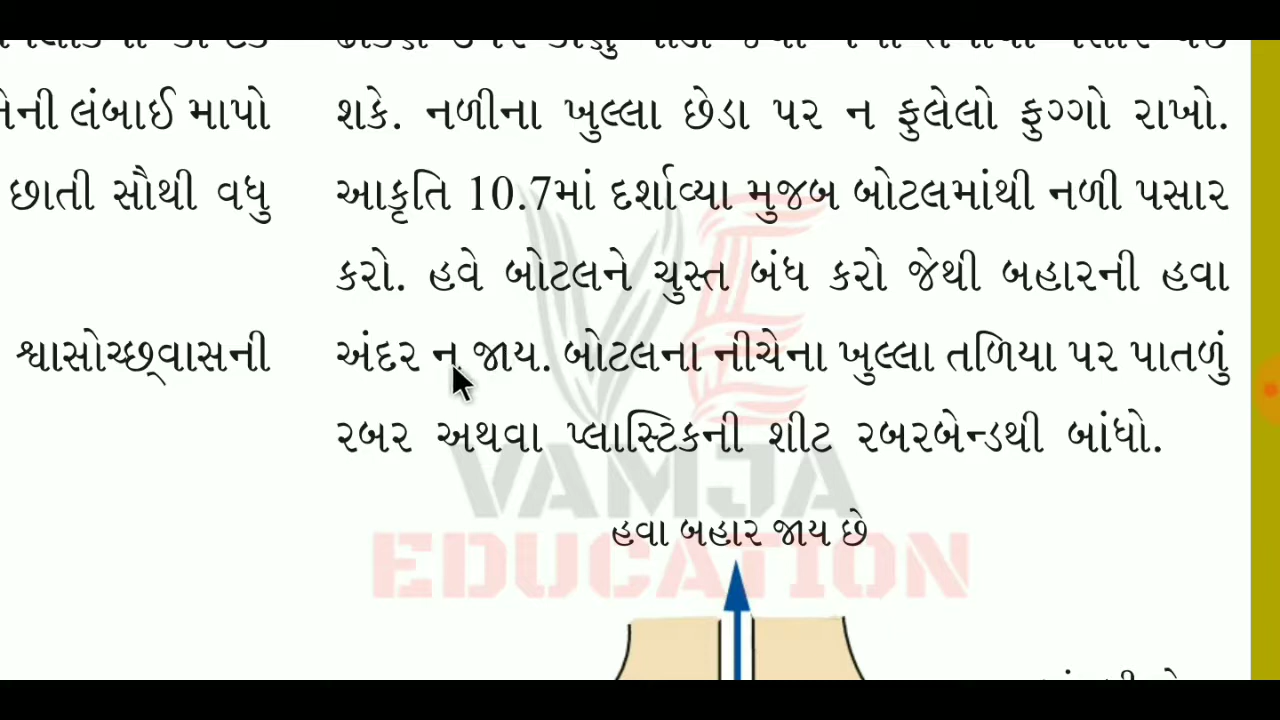 ની લંબાઈ માપો
છાતી સૌથી વધુ
શ્વાસોચ્છ્વાસની
શકે. નળીના ખુલ્લા છેડા પર ન ફુલેલો ફુગ્ગો રાખો.
આકૃતિ 10.7માં દર્શાવ્યા મુજબ બોટલમાંથી નળી પસાર
કરો. હવે બોટલને ચુસ્ત બંધ કરો જેથી બહારની હવા
અંદર ન જાય. બોટલના નીચેના ખુલ્લા તળિયા પર પાતળું
રબર અથવા પ્લાસ્ટિકની શીટ રબરબેન્ડથી બાંધો.
VAMJA
EDUCATION
હવા બહાર જાય છે